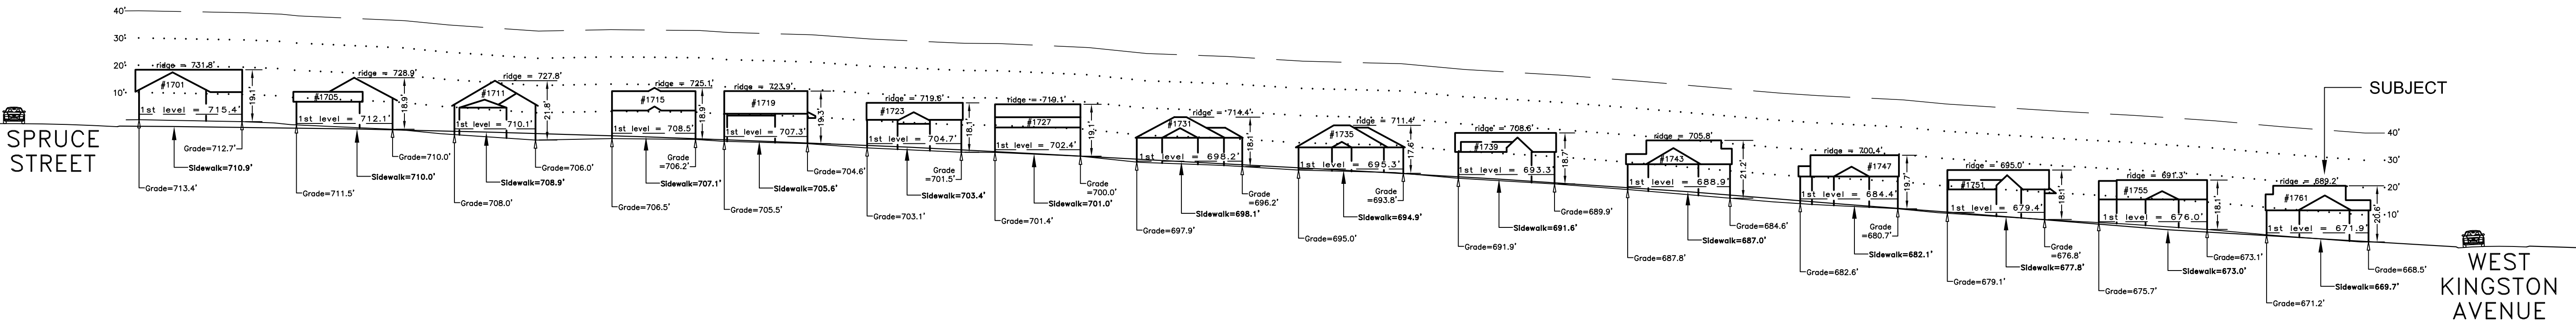 40'
30'
20'
10'
SPRUCE
STREET
ridge = 731.8'
#1701
1st level = 715.4'
19.1'
Grade=712.7'
Sidewalk=710.9'
Grade=713.4'
ridge = 728.9'
#1705
1st level = 712.1'
18.9'
Grade=710.0'
Sidewalk=710.0'
Grade=711.5'
ridge = 727.8'
#1711
1st level = 710.1'
21.8'
Grade=706.0'
Sidewalk=708.9'
Grade=708.0'
ridge = 725.1'
#1715
1st level = 708.5'
18.9'
Grade
=706.2'
Sidewalk=707.1'
Grade=706.5'
ridge = 723.9'
#1719
1st level = 707.3'
19.3'
Grade=704.6'
Sidewalk=705.6'
Grade=705.5'
ridge = 719.6'
#1723
1st level = 704.7'
18.1'
Grade
=701.5'
Sidewalk=703.4'
Grade=703.1'
ridge = 719.1'
#1727
1st level = 702.4'
19.1'
Grade
=700.0'
Sidewalk=701.0'
Grade=701.4'
ridge = 714.4'
#1731
1st level = 698.2'
18.2'
Grade
=696.2'
Sidewalk=698.1'
Grade=697.9'
ridge = 711.4'
#1735
1st level = 695.3'
17.6'
Grade
=693.8'
Sidewalk=694.9'
Grade=695.0'
ridge = 708.6'
#1739
1st level = 693.3'
18.7'
Grade=689.9'
Sidewalk=691.6'
Grade=691.9'
ridge = 705.8'
#1743
1st level = 688.9'
21.2'
Grade=684.6'
Sidewalk=687.0'
Grade=687.8'
ridge = 700.4'
#1747
1st level = 684.4'
19.7'
Grade
=680.7'
Sidewalk=682.1'
Grade=682.6'
ridge = 695.0'
#1751
1st level = 679.4'
18.1'
Grade
=676.8'
Sidewalk=677.8'
Grade=679.1'
ridge = 691.3'
#1755
1st level = 676.0'
18.1'
Grade=673.1'
Sidewalk=673.0'
Grade=675.7'
SUBJECT
ridge = 689.2'
#1761
1st level = 671.9'
20.6'
Grade=668.5'
Sidewalk=669.7'
Grade=671.2'
40'
30'
20'
10'
WEST
KINGSTON
AVENUE